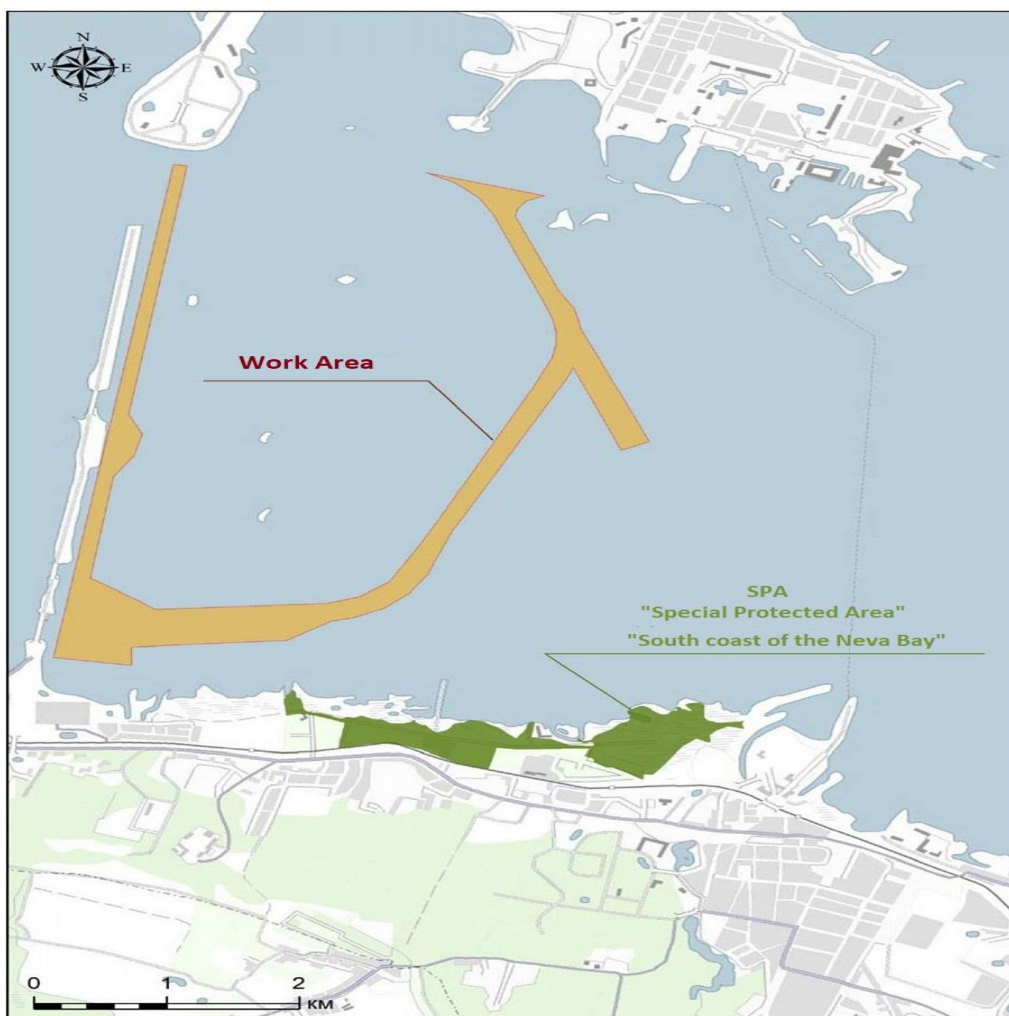 N
W E
S
Work Area
SPA
"Special Protected Area"
"South coast of the Neva Bay"
0 1 2
KM